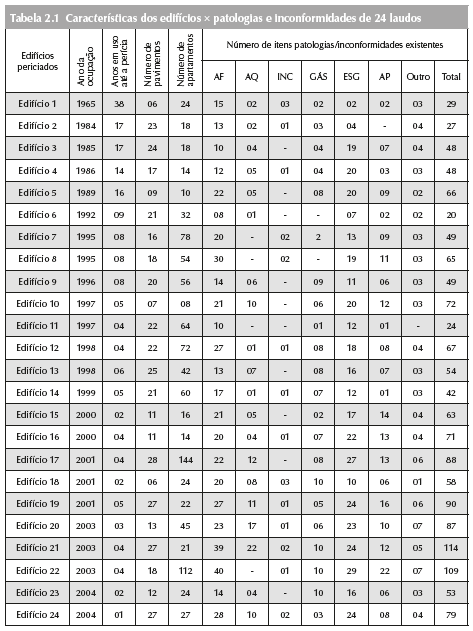 Tabela 2.1 Características dos edifícios × patologias e inconformidades de 24 laudos
Edifícios periciados Ano da ocupação Anos em uso até a perícia Número de pavimentos Número de apartamentos Número de itens patologias/inconformidades existentes
AF AQ INC GÁS ESG AP Outro Total
Edifício 1 1965 38 06 24 15 02 03 02 02 02 03 29
Edifício 2 1984 17 23 18 13 02 01 03 04 - 04 27
Edifício 3 1985 17 24 18 10 04 - 04 19 07 04 48
Edifício 4 1986 14 17 14 12 05 01 04 20 03 03 48
Edifício 5 1989 16 09 10 22 05 - 08 20 09 02 66
Edifício 6 1992 09 21 32 08 01 - - 07 02 02 20
Edifício 7 1995 08 16 78 20 - 02 2 13 09 03 49
Edifício 8 1995 08 18 54 30 - 02 - 19 11 03 65
Edifício 9 1996 08 20 56 14 06 - 09 11 06 03 49
Edifício 10 1997 05 07 08 21 10 - 06 20 12 03 72
Edifício 11 1997 04 22 64 10 - - 01 12 01 - 24
Edifício 12 1998 04 22 72 27 01 01 08 18 08 04 67
Edifício 13 1998 06 25 42 13 07 - 08 16 07 03 54
Edifício 14 1999 05 21 60 17 01 01 07 12 01 03 42
Edifício 15 2000 02 11 16 21 05 - 02 17 14 04 63
Edifício 16 2000 04 11 14 20 04 01 07 22 13 04 71
Edifício 17 2001 04 28 144 22 12 - 08 27 13 06 88
Edifício 18 2001 02 06 24 20 08 03 10 10 06 01 58
Edifício 19 2001 05 27 22 27 11 01 05 24 16 06 90
Edifício 20 2003 03 13 45 23 17 01 06 23 10 07 87
Edifício 21 2003 04 27 21 39 22 02 10 24 12 05 114
Edifício 22 2003 04 18 112 40 - 01 10 29 22 07 109
Edifício 23 2004 02 12 24 14 04 - 10 16 06 03 53
Edifício 24 2004 01 27 27 28 10 02 03 24 08 04 79